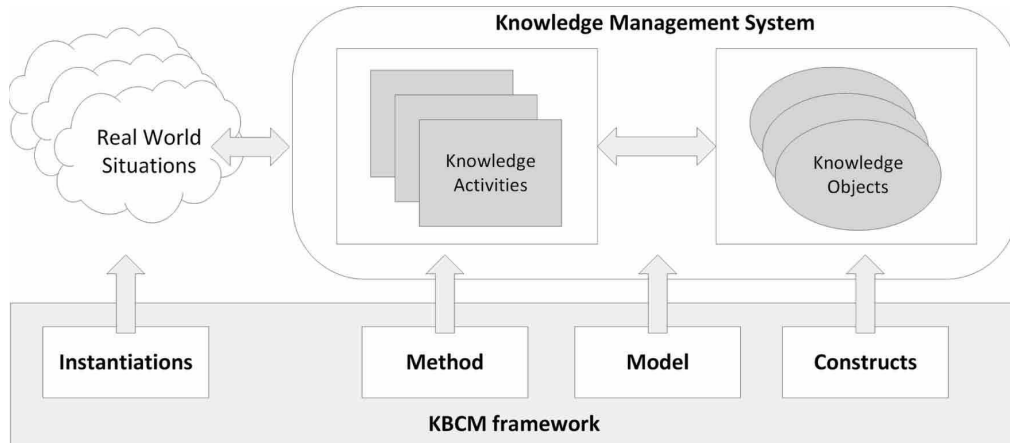 Knowledge Management System
Real World
Situations
Knowledge
Activities
Knowledge
Objects
Instantiations
Method
Model
Constructs
KBCM framework